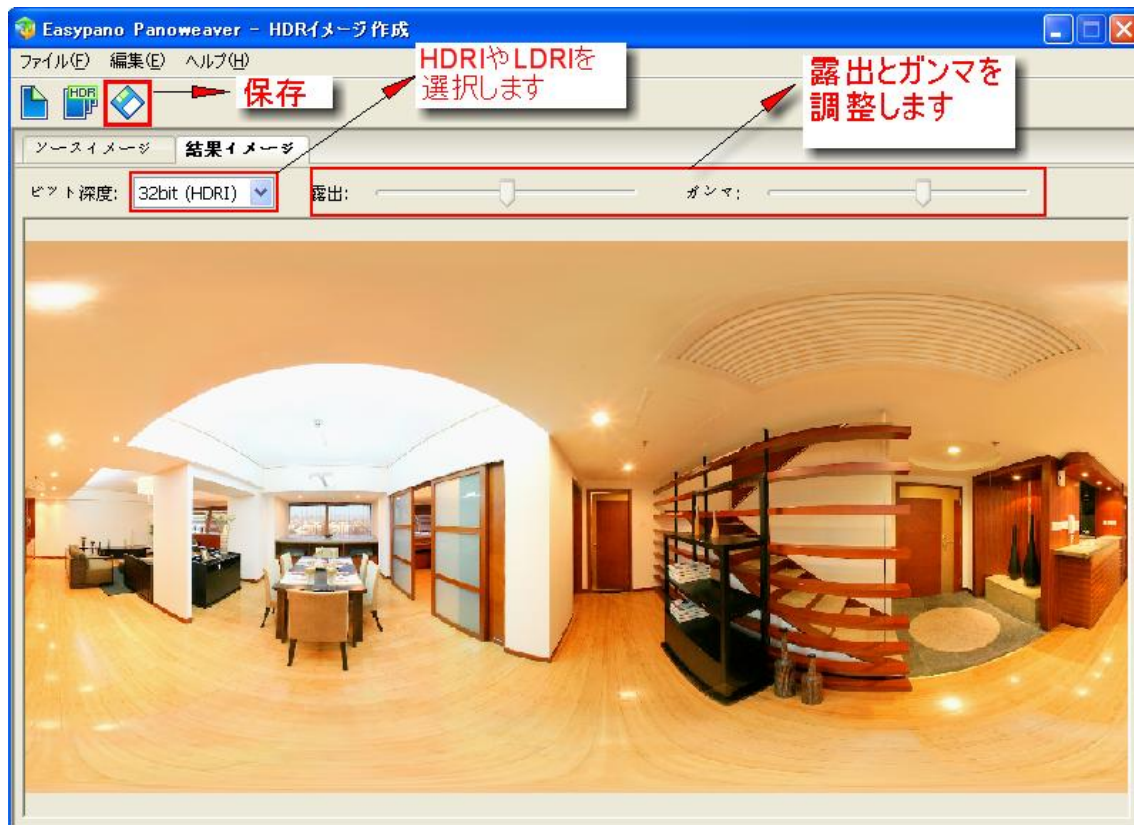 Easypano Panoweaver - HDRイメージ作成
ファイル(F) 編集(E) ヘルプ(H)
HDR
保存
HDRIやLDRIを
選択します
露出とガンマを
調整します
ソースイメージ 結果イメージ
ビット深度: 32bit (HDRI) 露出: ガンマ: